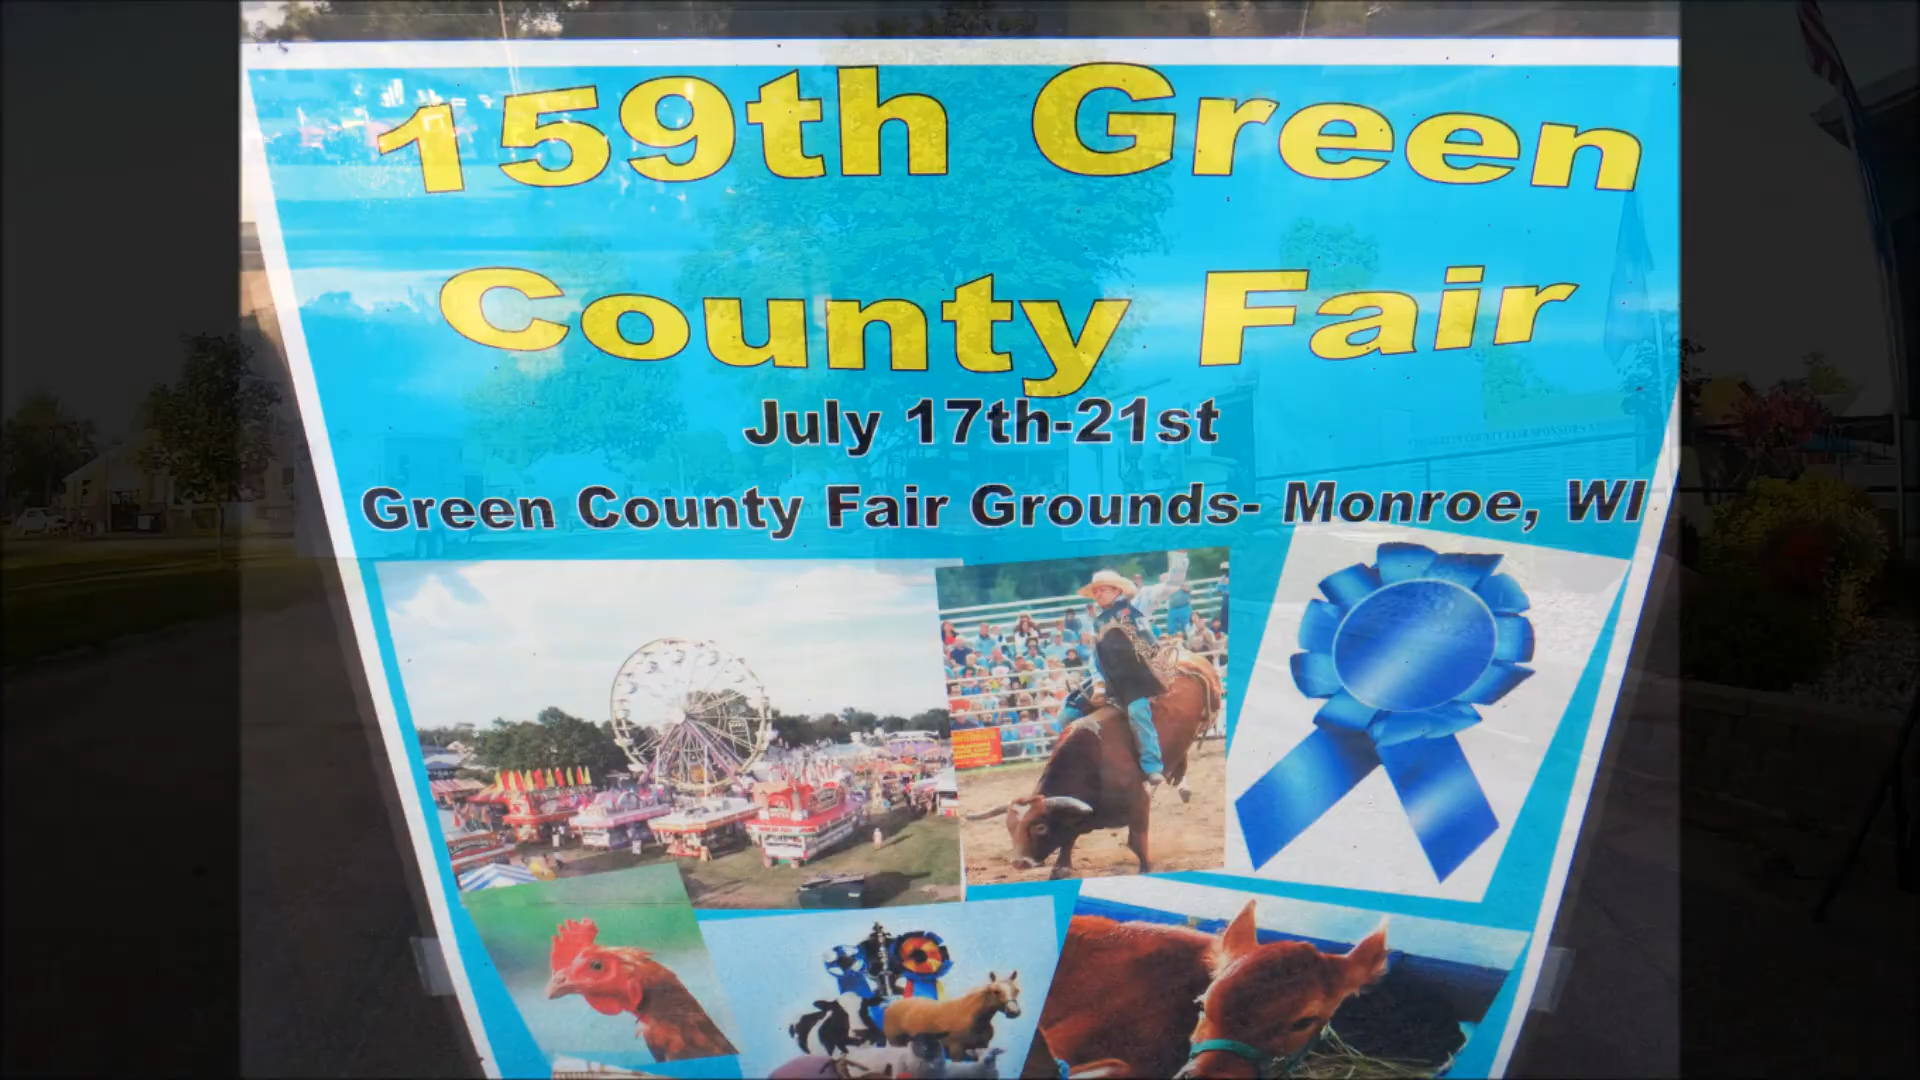 159th Green
County Fair
July 17th-21st
Green County Fair Grounds- Monroe, WI